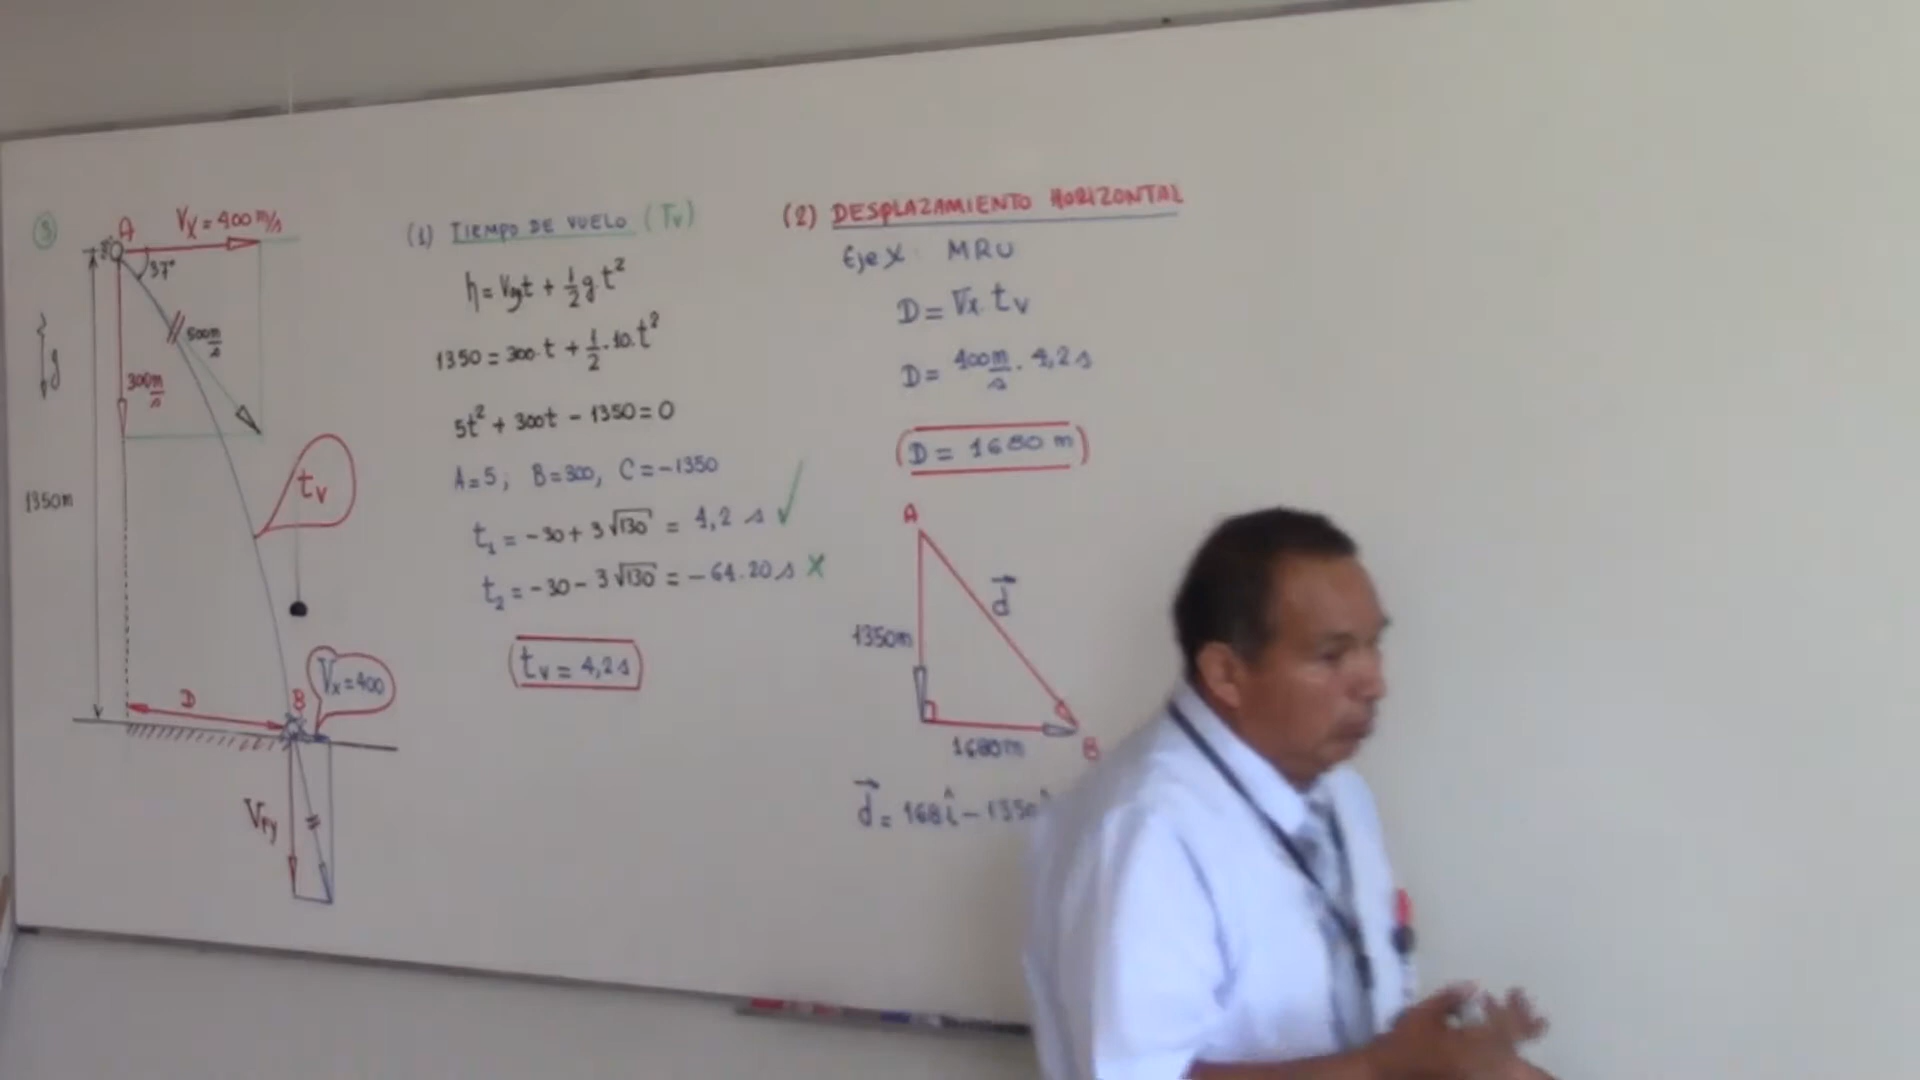 3
A
Vx = 400 m/s
37°
500 m/s
g
300 m/s
1350m
tv
D
B
Vx = 400
VFy
(1) TIEMPO DE VUELO (Tv)
h = Voyt + 1/2 g t²
1350 = 300·t + 1/2·10·t²
5t² + 300t - 1350 = 0
A = 5; B = 300, C = -1350
t₁ = -30 + 3√130 = 4,2 s ✓
t₂ = -30 - 3√130 = -64.20 s X
tv = 4,2 s
(2) DESPLAZAMIENTO HORIZONTAL
Eje X: MRU
D = Vx · tv
D = 400 m/s · 4,2 s
D = 1680 m
A
d⃗
1350m
1680m
B
d⃗ = 168î - 1350